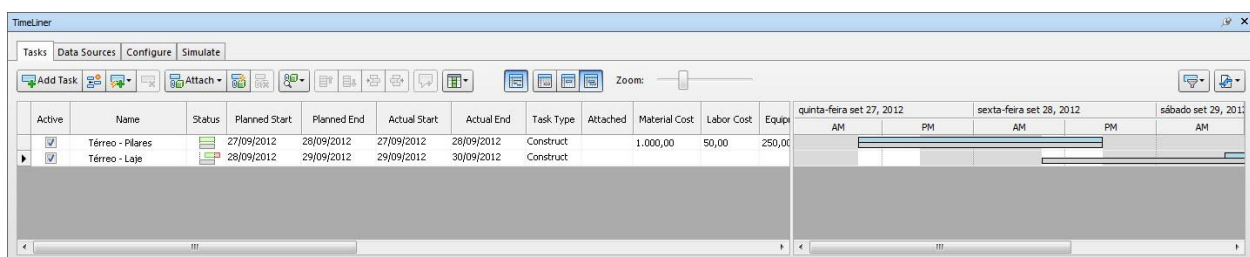 TimeLiner
Tasks Data Sources Configure Simulate
Add Task Attach Zoom:
Active Name Status Planned Start Planned End Actual Start Actual End Task Type Attached Material Cost Labor Cost Equip
quinta-feira set 27, 2012 sexta-feira set 28, 2012 sábado set 29, 201
AM PM AM PM AM
Térreo - Pilares 27/09/2012 28/09/2012 27/09/2012 28/09/2012 Construct 1.000,00 50,00 250,00
Térreo - Laje 28/09/2012 29/09/2012 29/09/2012 30/09/2012 Construct